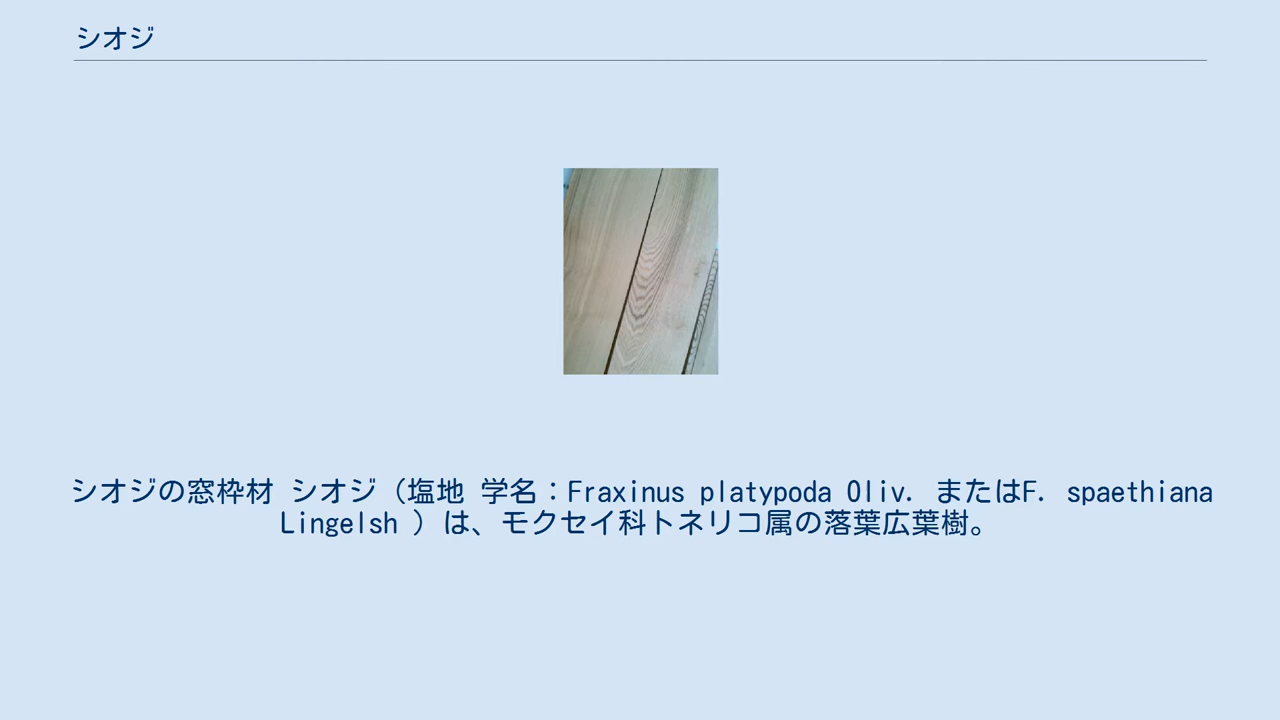 シオジ
シオジの窓枠材 シオジ（塩地 学名：Fraxinus platypoda Oliv. またはF. spaethiana
Lingelsh ）は、モクセイ科トネリコ属の落葉広葉樹。